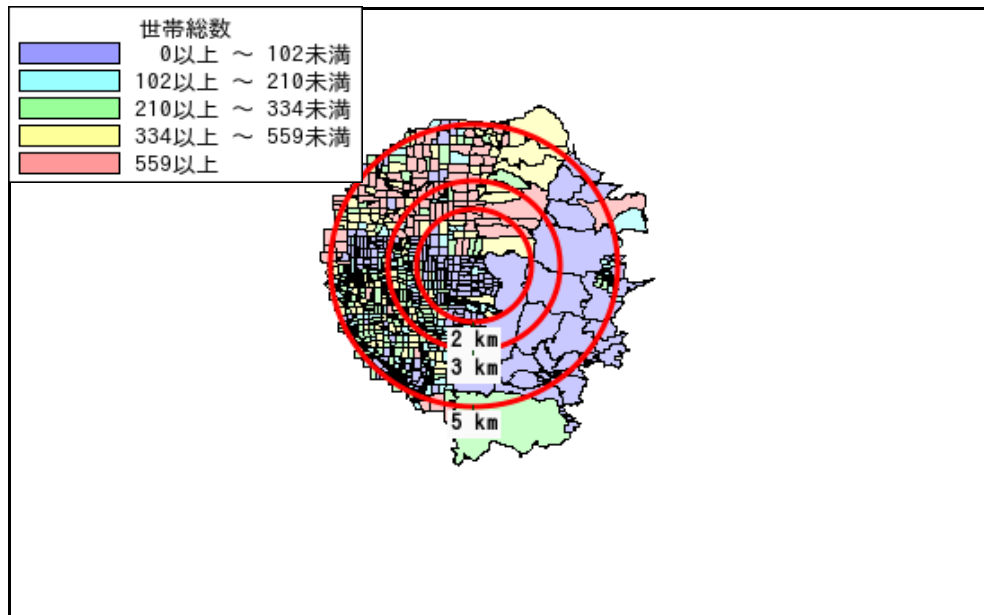 世帯総数
0以上 ～ 102未満
102以上 ～ 210未満
210以上 ～ 334未満
334以上 ～ 559未満
559以上
2 km
3 km
5 km